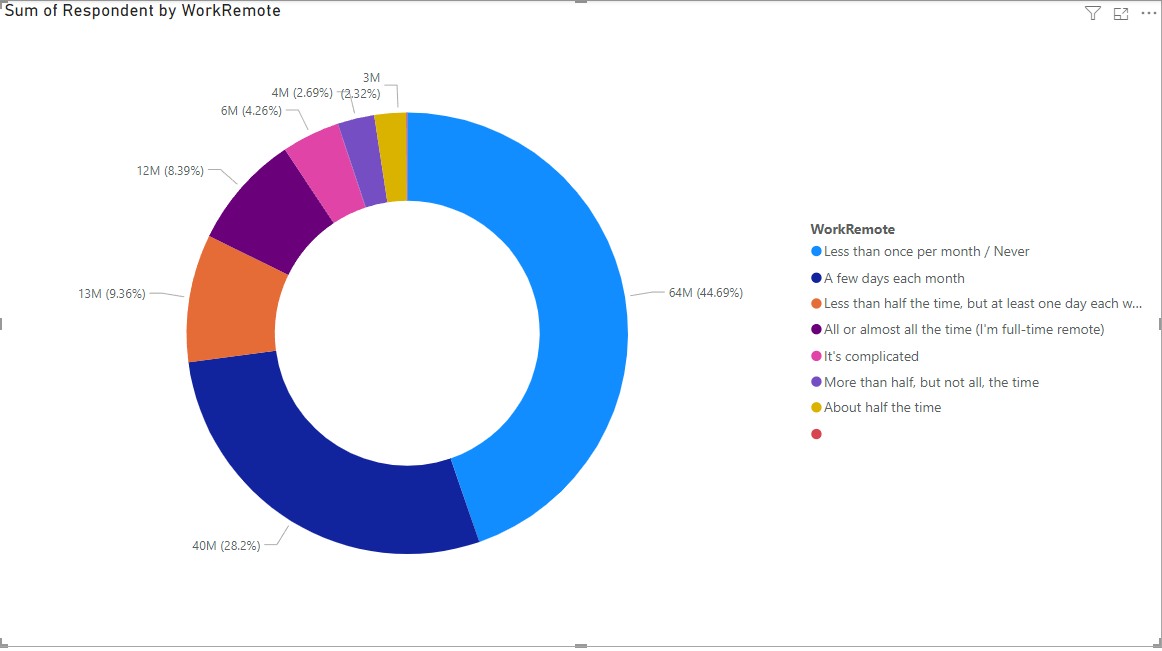 Sum of Respondent by WorkRemote
3M
(2.32%)
4M (2.69%)
6M (4.26%)
12M (8.39%)
13M (9.36%)
64M (44.69%)
40M (28.2%)
WorkRemote
Less than once per month / Never
A few days each month
Less than half the time, but at least one day each w...
All or almost all the time (I'm full-time remote)
It's complicated
More than half, but not all, the time
About half the time